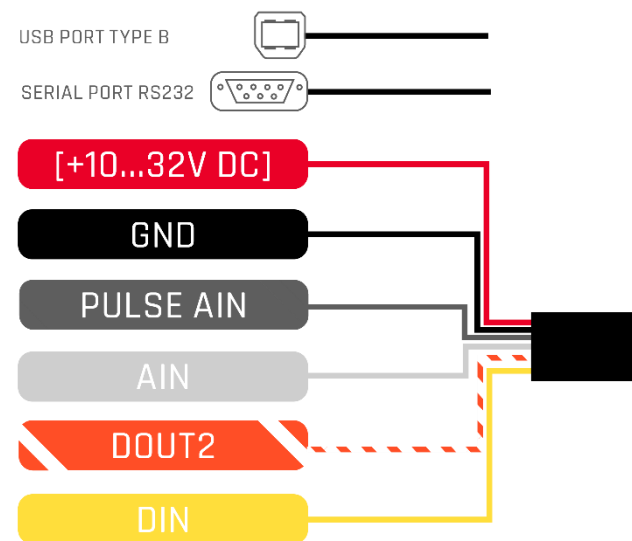 USB PORT TYPE B
SERIAL PORT RS232
[+10...32V DC]
GND
PULSE AIN
AIN
DOUT2
DIN